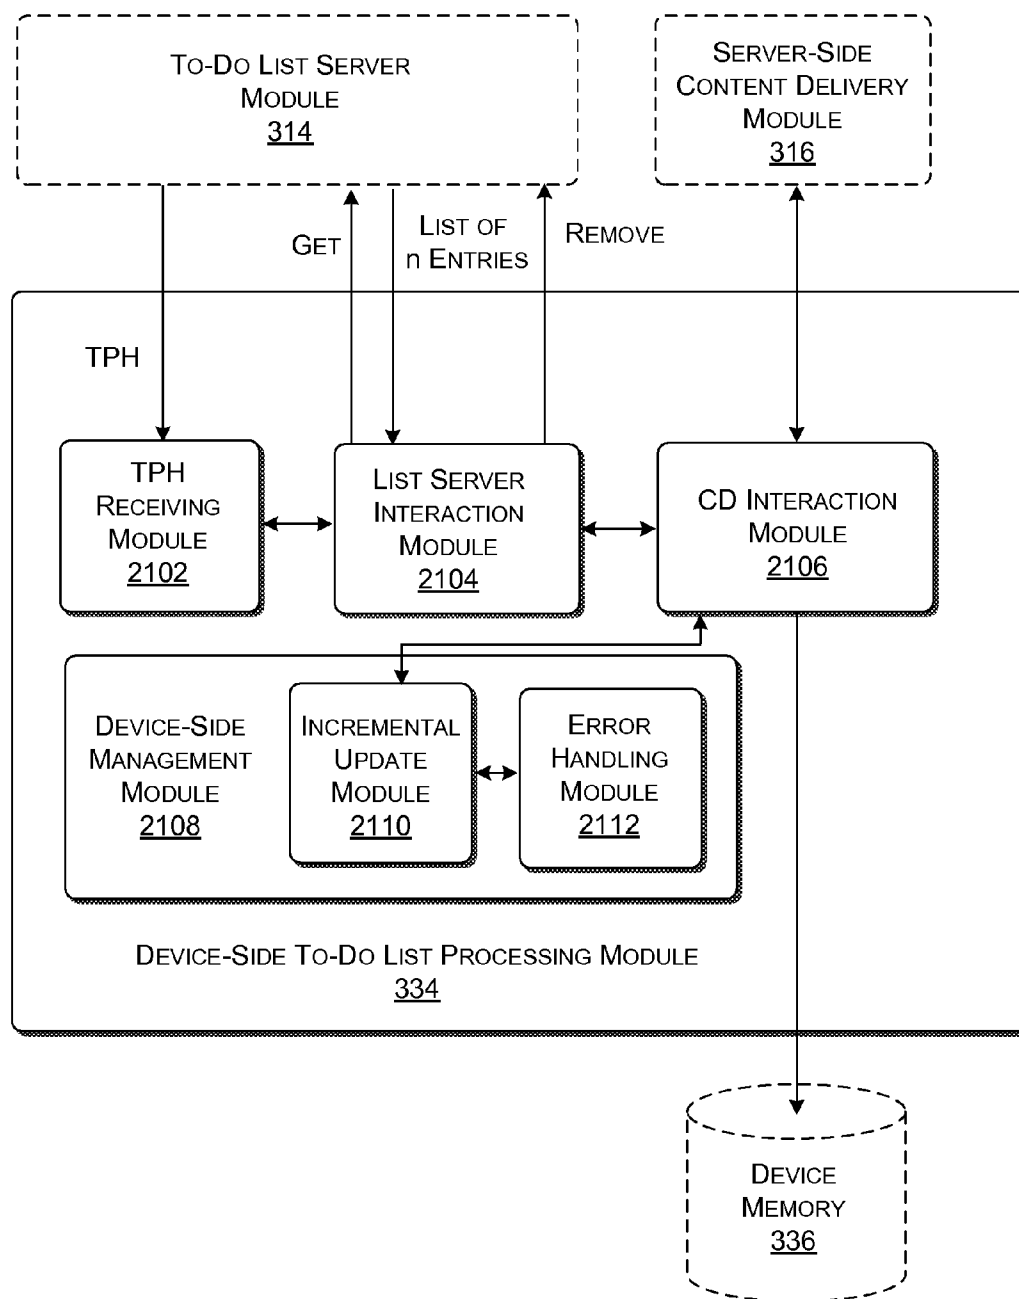 TO-DO LIST SERVER
MODULE
314
SERVER-SIDE
CONTENT DELIVERY
MODULE
316
GET
LIST OF
n ENTRIES
REMOVE
TPH
TPH
RECEIVING
MODULE
2102
LIST SERVER
INTERACTION
MODULE
2104
CD INTERACTION
MODULE
2106
DEVICE-SIDE
MANAGEMENT
MODULE
2108
INCREMENTAL
UPDATE
MODULE
2110
ERROR
HANDLING
MODULE
2112
DEVICE-SIDE TO-DO LIST PROCESSING MODULE
334
DEVICE
MEMORY
336